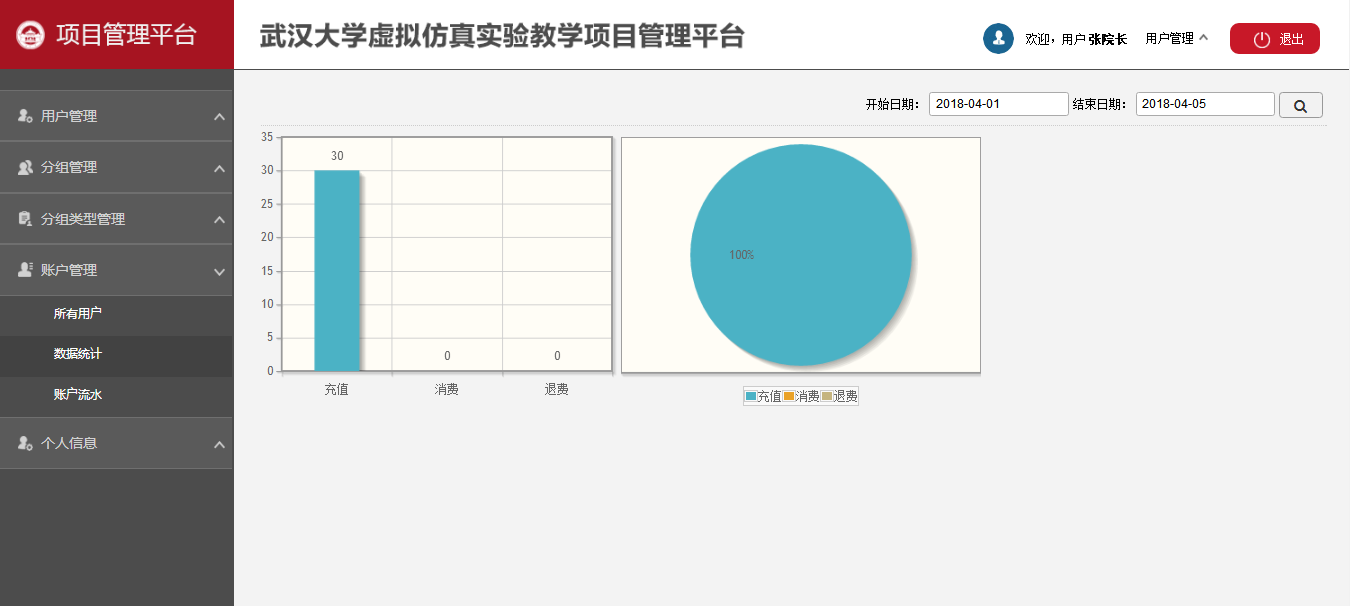 项目管理平台
武汉大学虚拟仿真实验教学项目管理平台
欢迎，用户 张院长 用户管理 退出
用户管理
分组管理
分组类型管理
账户管理
所有用户
数据统计
账户流水
个人信息
开始日期： 2018-04-01 结束日期： 2018-04-05
35
30
25
20
15
10
5
0
30
0
0
充值 消费 退费
100%
充值 消费 退费